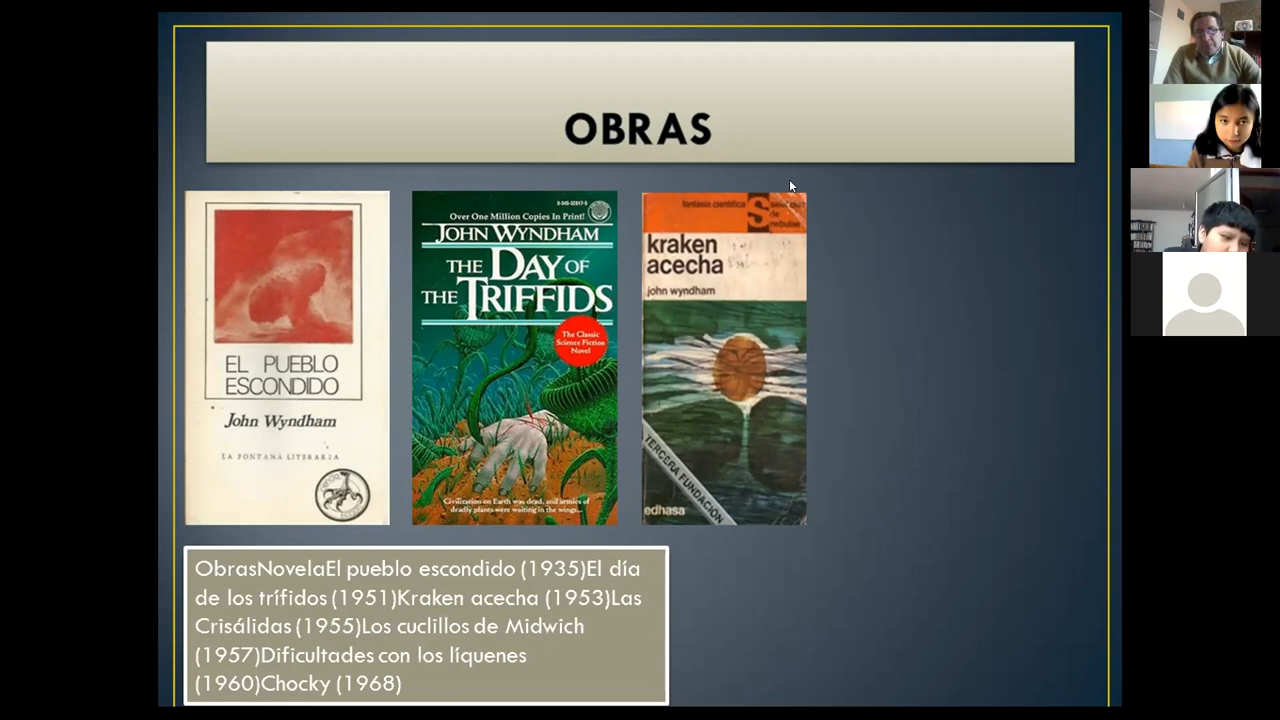 OBRAS
EL PUEBLO
ESCONDIDO
John Wyndham
LA FONTANA LITERARIA
Over One Million Copies In Print!
JOHN WYNDHAM
THE DAY OF
THE TRIFFIDS
The Classic
Science Fiction
Novel
Civilization on Earth was dead, and armies of
deadly plants were waiting in the wings...
fantasia cientifica
S
de
nebulae
kraken
acecha
john wyndham
TERCERA FUNDACIÓN
edhasa
ObrasNovelaEl pueblo escondido (1935)El día
de los trífidos (1951)Kraken acecha (1953)Las
Crisálidas (1955)Los cuclillos de Midwich
(1957)Dificultades con los líquenes
(1960)Chocky (1968)